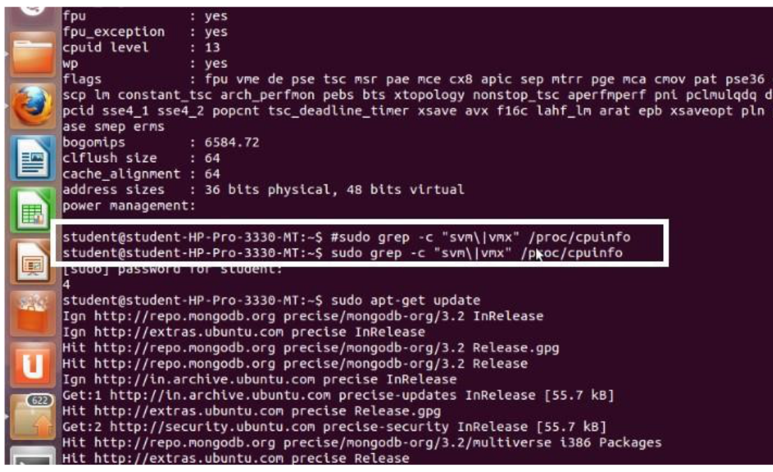 fpu : yes
fpu_exception : yes
cpuid level : 13
wp : yes
flags : fpu vme de pse tsc msr pae mce cx8 apic sep mtrr pge mca cmov pat pse36
scp lm constant_tsc arch_perfmon pebs bts xtopology nonstop_tsc aperfmperf pni pclmulqdq d
pcid sse4_1 sse4_2 popcnt tsc_deadline_timer xsave avx f16c lahf_lm arat epb xsaveopt pln
ase smep erms
bogomips : 6584.72
clflush size : 64
cache_alignment : 64
address sizes : 36 bits physical, 48 bits virtual
power management:
student@student-HP-Pro-3330-MT:~$ #sudo grep -c "svm\|vmx" /proc/cpuinfo
student@student-HP-Pro-3330-MT:~$ sudo grep -c "svm\|vmx" /proc/cpuinfo
[sudo] password for student:
4
student@student-HP-Pro-3330-MT:~$ sudo apt-get update
Ign http://repo.mongodb.org precise/mongodb-org/3.2 InRelease
Ign http://extras.ubuntu.com precise InRelease
Hit http://repo.mongodb.org precise/mongodb-org/3.2 Release.gpg
Hit http://repo.mongodb.org precise/mongodb-org/3.2 Release
Ign http://in.archive.ubuntu.com precise InRelease
Get:1 http://in.archive.ubuntu.com precise-updates InRelease [55.7 kB]
Hit http://extras.ubuntu.com precise Release.gpg
Get:2 http://security.ubuntu.com precise-security InRelease [55.7 kB]
Hit http://repo.mongodb.org precise/mongodb-org/3.2/multiverse i386 Packages
Hit http://extras.ubuntu.com precise Release
622